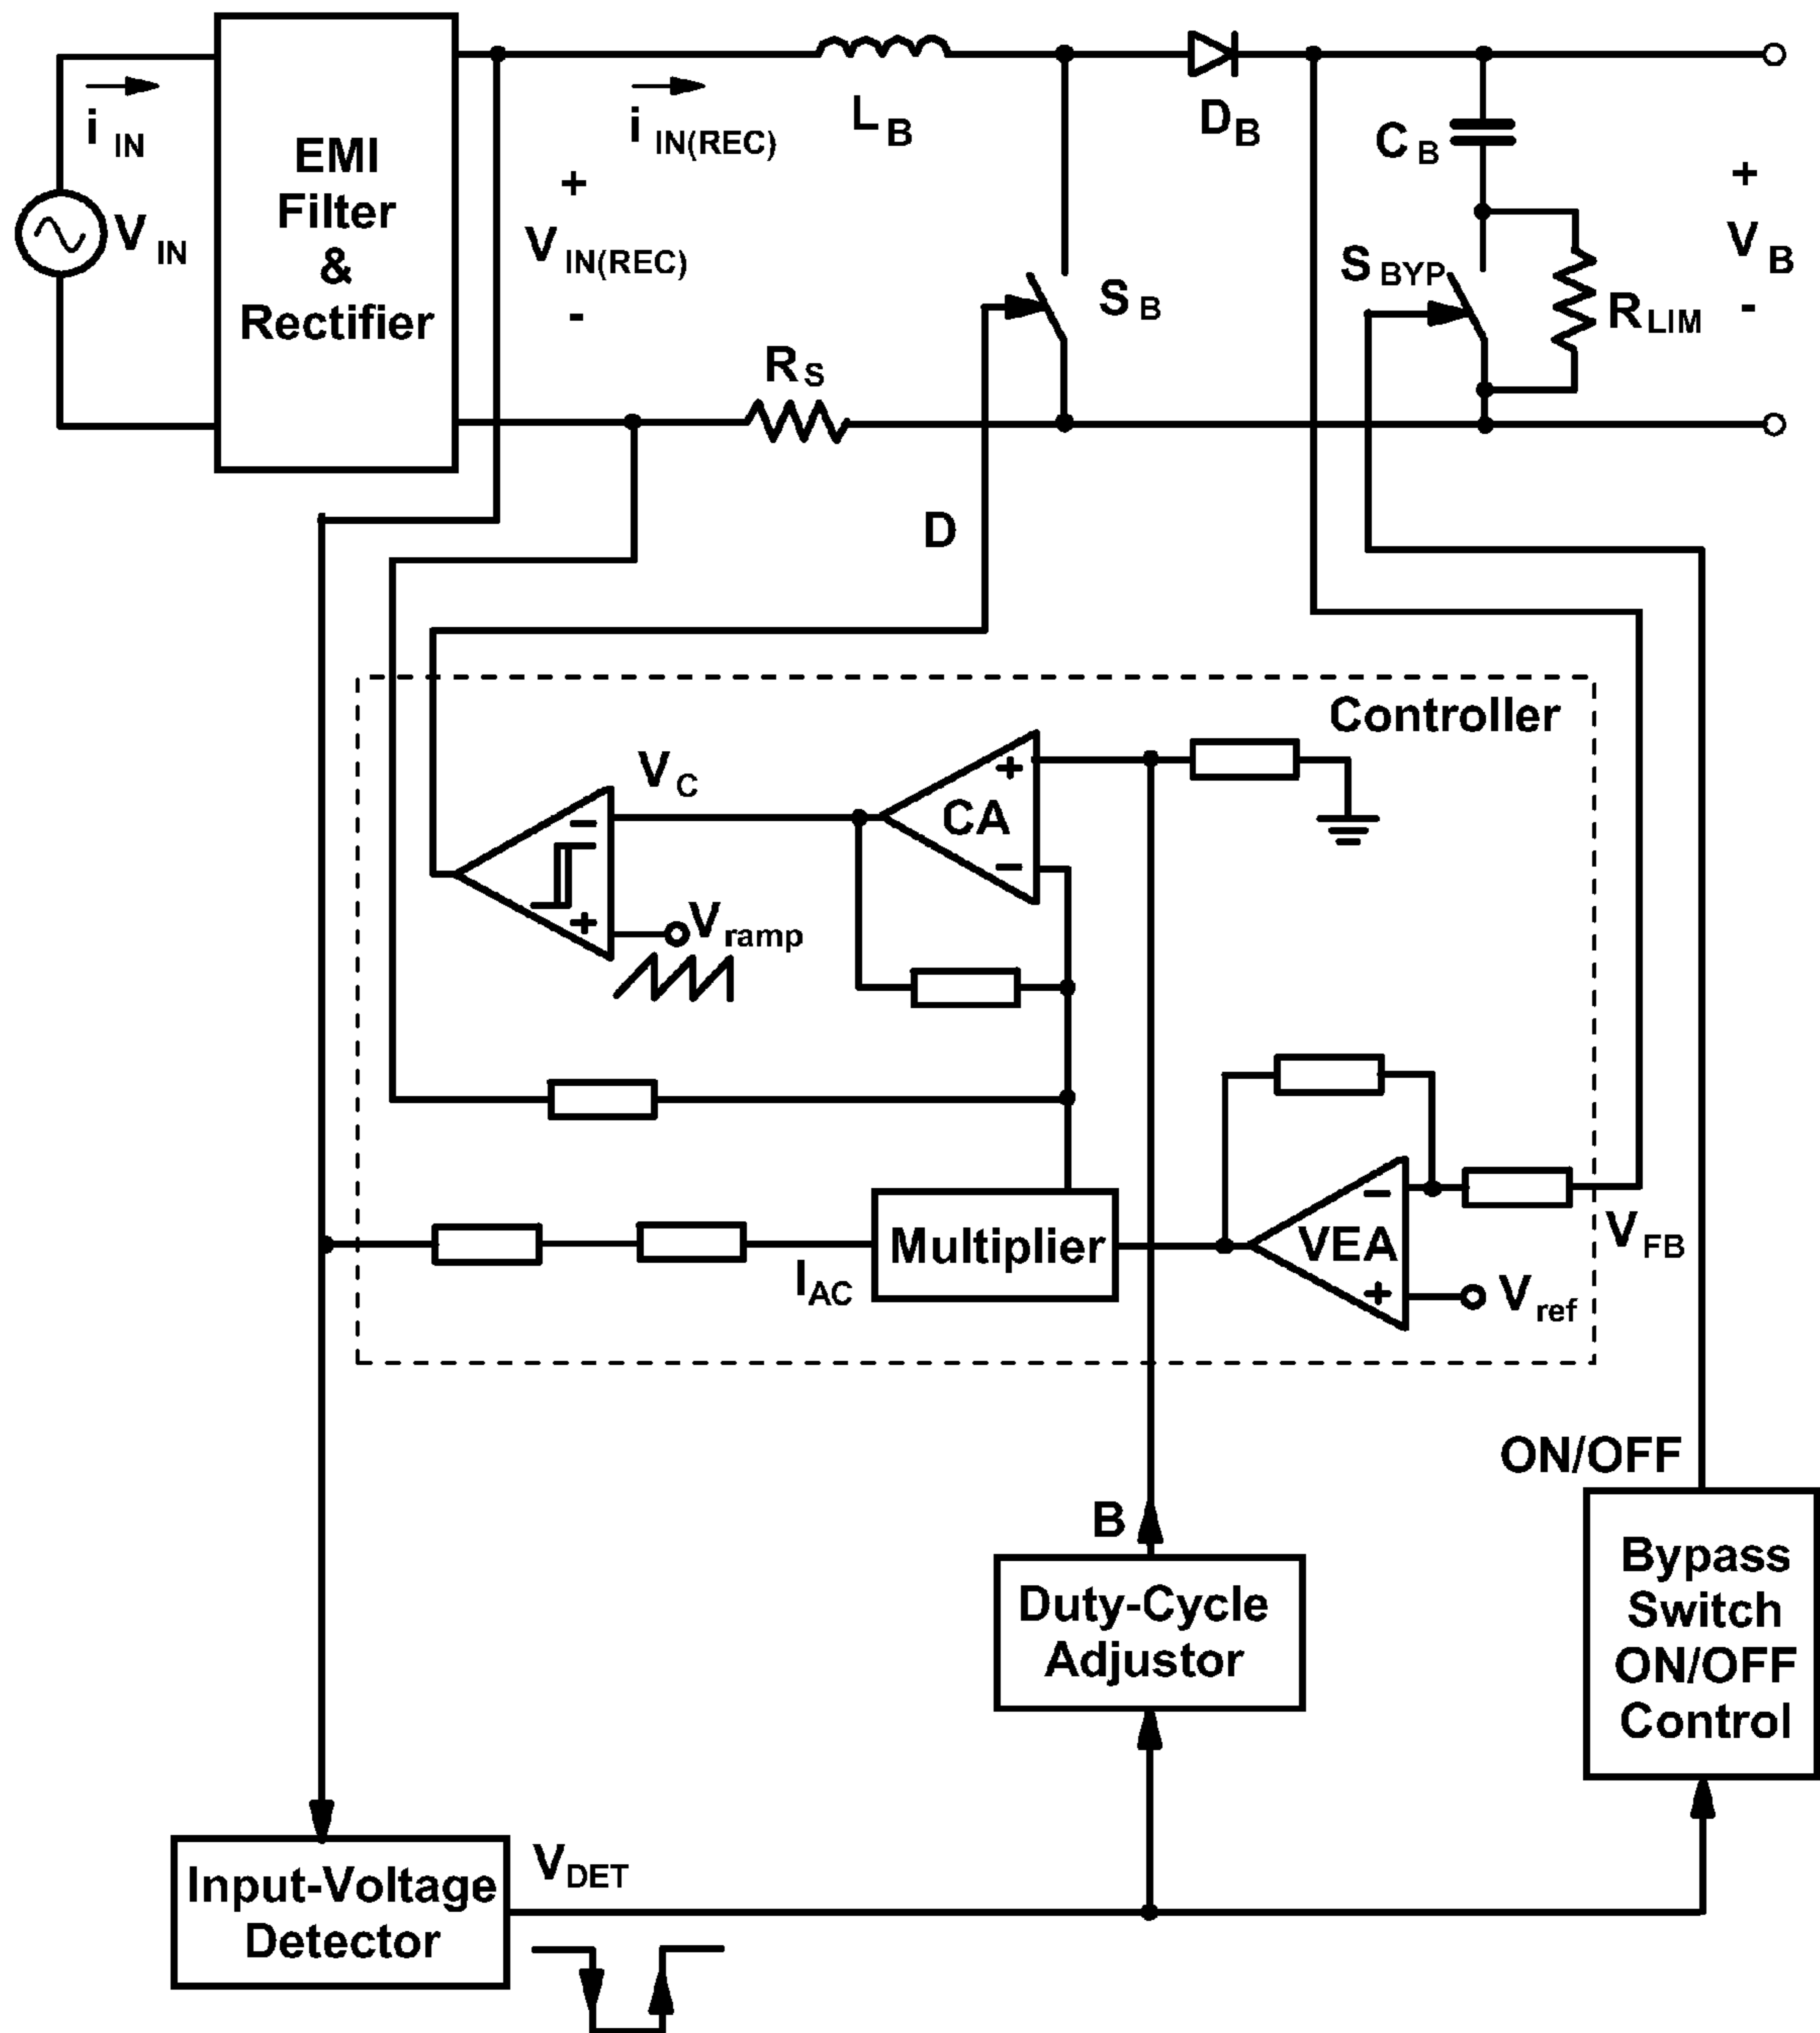 EMI
Filter
&
Rectifier
i IN
V IN
i IN(REC)
+
V IN(REC)
-
L B
D B
C B
+
V B
-
S B
S BYP
R LIM
R S
D
Controller
V C
+
CA
-
-
+
V ramp
-
VEA
+
V FB
V ref
Multiplier
I AC
ON/OFF
B
Bypass
Switch
ON/OFF
Control
Duty-Cycle
Adjustor
Input-Voltage
Detector
V DET